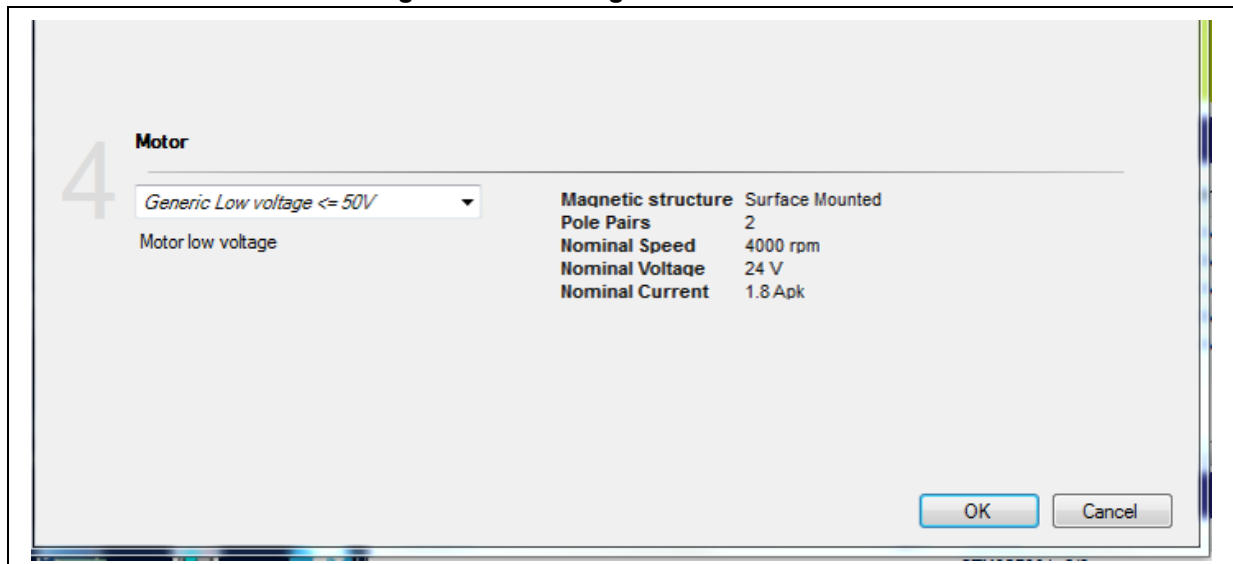 4
Motor
Generic Low voltage <= 50V
Motor low voltage
Magnetic structure Surface Mounted
Pole Pairs 2
Nominal Speed 4000 rpm
Nominal Voltage 24 V
Nominal Current 1.8 Apk
OK Cancel